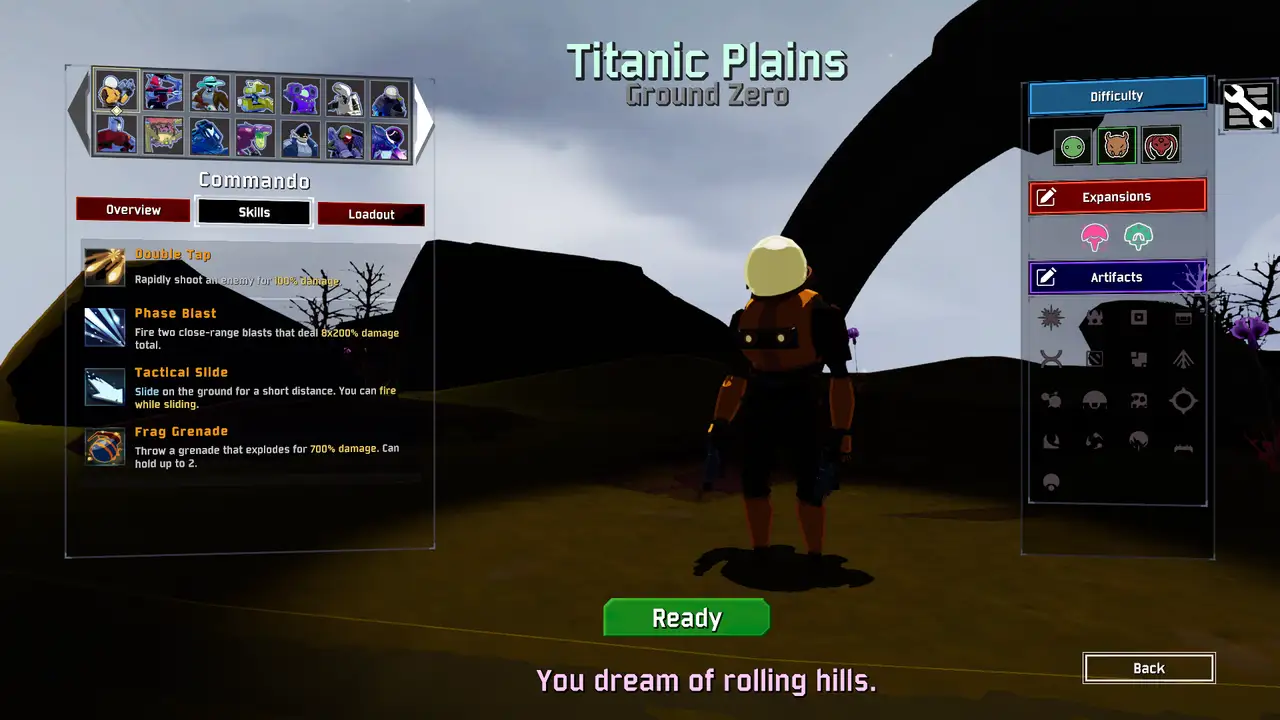 Titanic Plains
Ground Zero
Commando
Overview
Skills
Loadout
Double Tap
Rapidly shoot an enemy for 100% damage.
Phase Blast
Fire two close-range blasts that deal 8x200% damage
total.
Tactical Slide
Slide on the ground for a short distance. You can fire
while sliding.
Frag Grenade
Throw a grenade that explodes for 700% damage. Can
hold up to 2.
Difficulty
Expansions
Artifacts
Ready
You dream of rolling hills.
Back